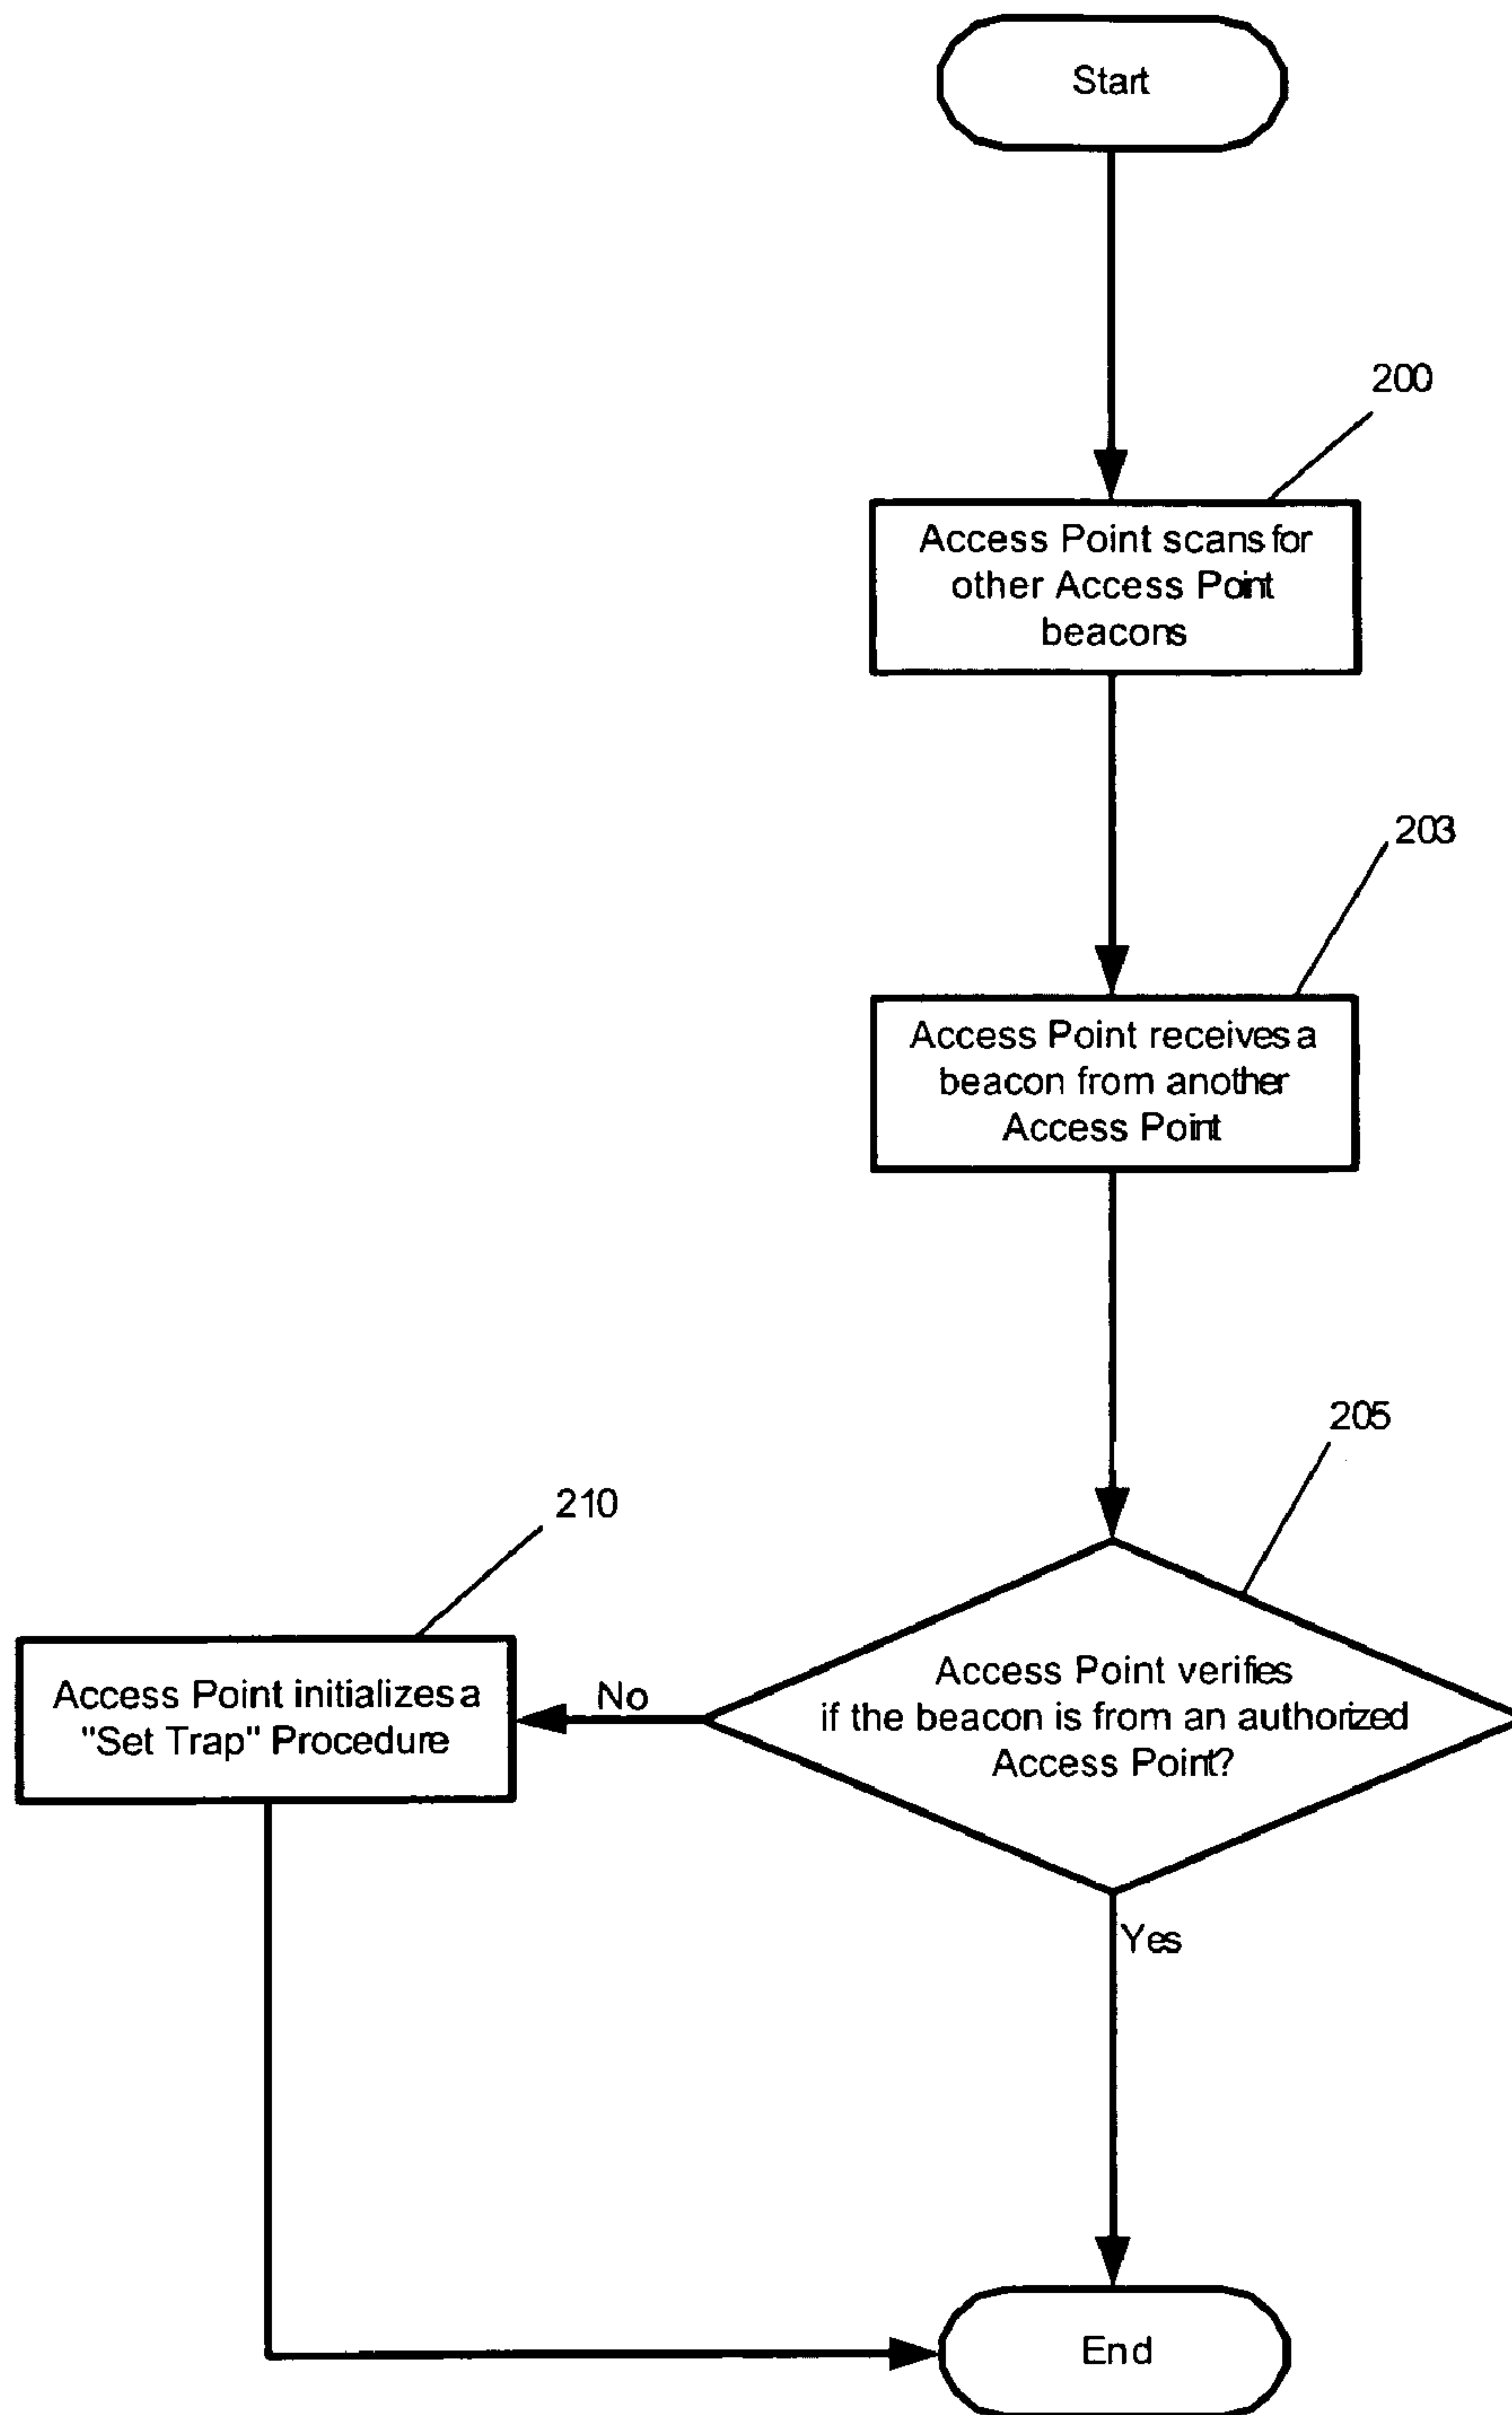 Start
200
Access Point scans for
other Access Point
beacons
203
Access Point receives a
beacon from another
Access Point
205
210
Access Point verifies
if the beacon is from an authorized
Access Point?
No
Access Point initializes a
"Set Trap" Procedure
Yes
End